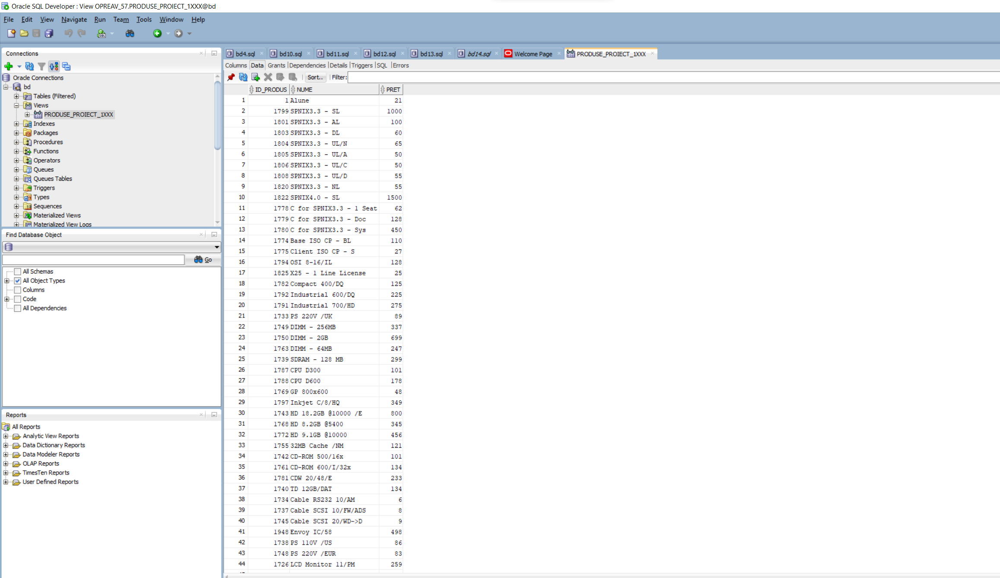 Oracle SQL Developer : View OPREAV_57.PRODUSE_PROIECT_1XXX@bd
File Edit View Navigate Run Team Tools Window Help
Connections
Oracle Connections
bd
Tables (Filtered)
Views
PRODUSE_PROIECT_1XXX
Indexes
Packages
Procedures
Functions
Operators
Queues
Queues Tables
Triggers
Types
Sequences
Materialized Views
Materialized View Logs
Find Database Object
Go
All Schemas
All Object Types
Columns
Code
All Dependencies
Reports
All Reports
Analytic View Reports
Data Dictionary Reports
Data Modeler Reports
OLAP Reports
TimesTen Reports
User Defined Reports
bd4.sql bd10.sql bd11.sql bd12.sql bd13.sql bd14.sql Welcome Page PRODUSE_PROIECT_1XXX
Columns Data Grants Dependencies Details Triggers SQL Errors
Sort.. Filter:
ID_PRODUS NUME PRET
1 1 Alune 21
2 1799 SPNIX3.3 - SL 1000
3 1801 SPNIX3.3 - AL 100
4 1803 SPNIX3.3 - DL 60
5 1804 SPNIX3.3 - UL/N 65
6 1805 SPNIX3.3 - UL/A 50
7 1806 SPNIX3.3 - UL/C 50
8 1808 SPNIX3.3 - UL/D 55
9 1820 SPNIX3.3 - NL 55
10 1822 SPNIX4.0 - SL 1500
11 1778 C for SPNIX3.3 - 1 Seat 62
12 1779 C for SPNIX3.3 - Doc 128
13 1780 C for SPNIX3.3 - Sys 450
14 1774 Base ISO CP - BL 110
15 1775 Client ISO CP - S 27
16 1794 OSI 8-16/IL 128
17 1825 X25 - 1 Line License 25
18 1782 Compact 400/DQ 125
19 1792 Industrial 600/DQ 225
20 1791 Industrial 700/HD 275
21 1733 PS 220V /UK 89
22 1749 DIMM - 256MB 337
23 1750 DIMM - 2GB 699
24 1763 DIMM - 64MB 247
25 1739 SDRAM - 128 MB 299
26 1787 CPU D300 101
27 1788 CPU D600 178
28 1769 GP 800x600 48
29 1797 Inkjet C/8/HQ 349
30 1743 HD 18.2GB @10000 /E 800
31 1768 HD 8.2GB @5400 345
32 1772 HD 9.1GB @10000 456
33 1755 32MB Cache /NM 121
34 1742 CD-ROM 500/16x 101
35 1761 CD-ROM 600/I/32x 134
36 1781 CDW 20/48/E 233
37 1740 TD 12GB/DAT 134
38 1734 Cable RS232 10/AM 6
39 1737 Cable SCSI 10/FW/ADS 8
40 1745 Cable SCSI 20/WD->D 9
41 1948 Envoy IC/58 498
42 1738 PS 110V /US 86
43 1748 PS 220V /EUR 83
44 1726 LCD Monitor 11/PM 259